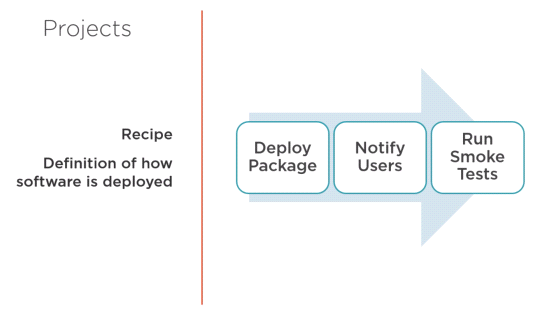 Projects
Recipe
Definition of how
software is deployed
Deploy
Package
Notify
Users
Run
Smoke
Tests